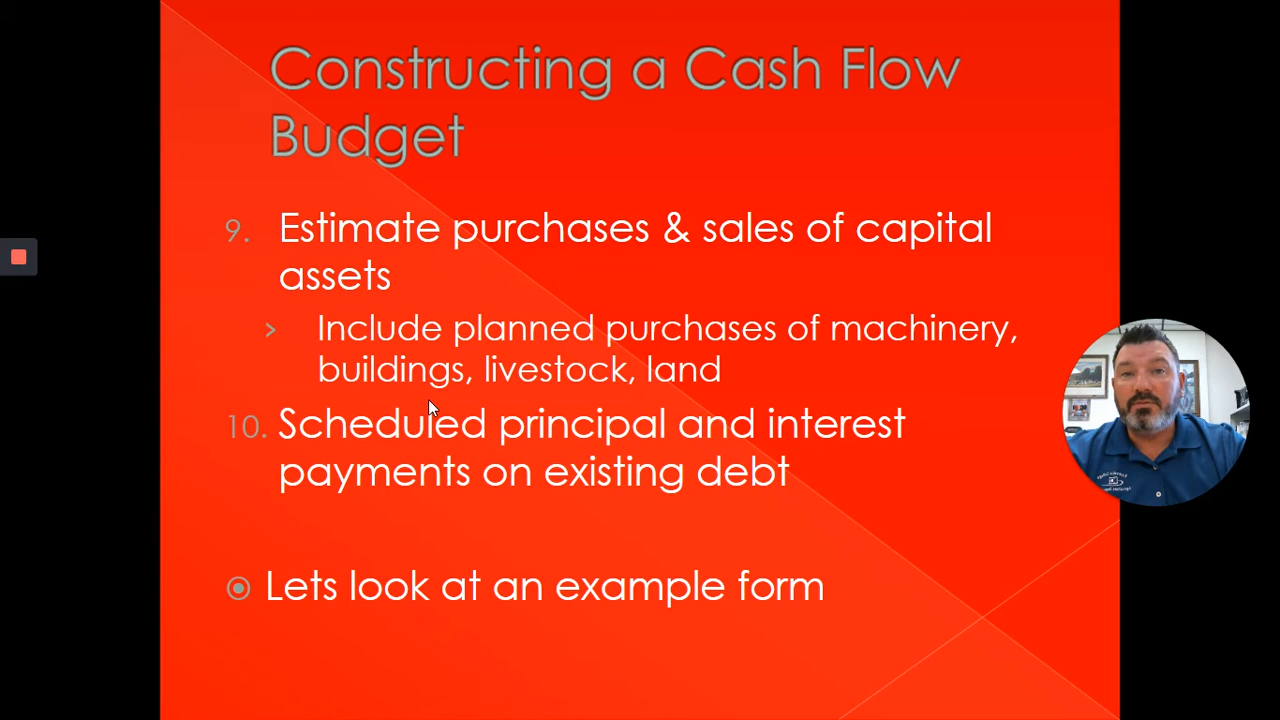 Constructing a Cash Flow
Budget
9. Estimate purchases & sales of capital
assets
Include planned purchases of machinery,
buildings, livestock, land
10. Scheduled principal and interest
payments on existing debt
Lets look at an example form